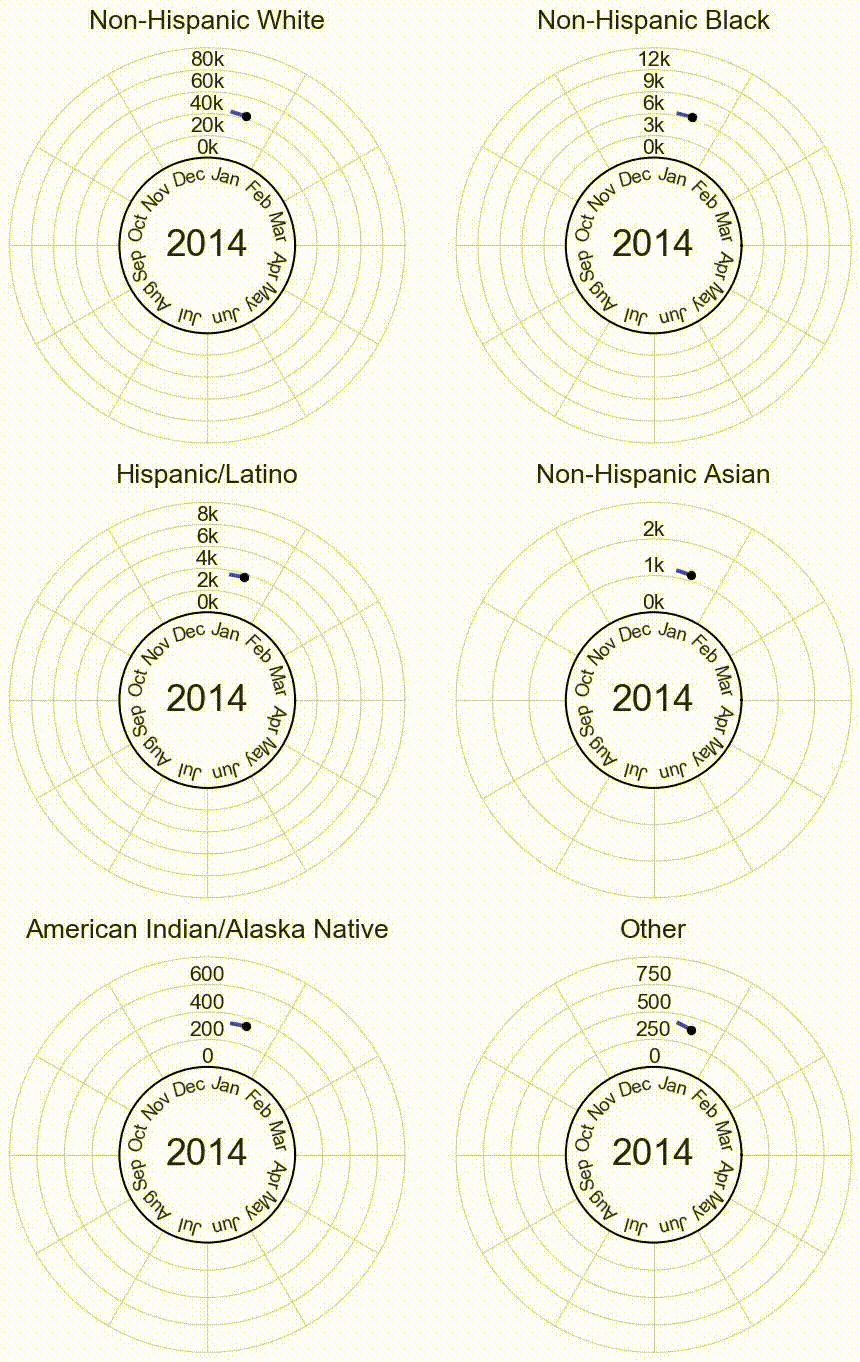 Non-Hispanic White
80k
60k
40k
20k
0k
Jan Feb Mar Apr May Jun Jul Aug Sep Oct Nov Dec
2014
Non-Hispanic Black
12k
9k
6k
3k
0k
Jan Feb Mar Apr May Jun Jul Aug Sep Oct Nov Dec
2014
Hispanic/Latino
8k
6k
4k
2k
0k
Jan Feb Mar Apr May Jun Jul Aug Sep Oct Nov Dec
2014
Non-Hispanic Asian
2k
1k
0k
Jan Feb Mar Apr May Jun Jul Aug Sep Oct Nov Dec
2014
American Indian/Alaska Native
600
400
200
0
Jan Feb Mar Apr May Jun Jul Aug Sep Oct Nov Dec
2014
Other
750
500
250
0
Jan Feb Mar Apr May Jun Jul Aug Sep Oct Nov Dec
2014